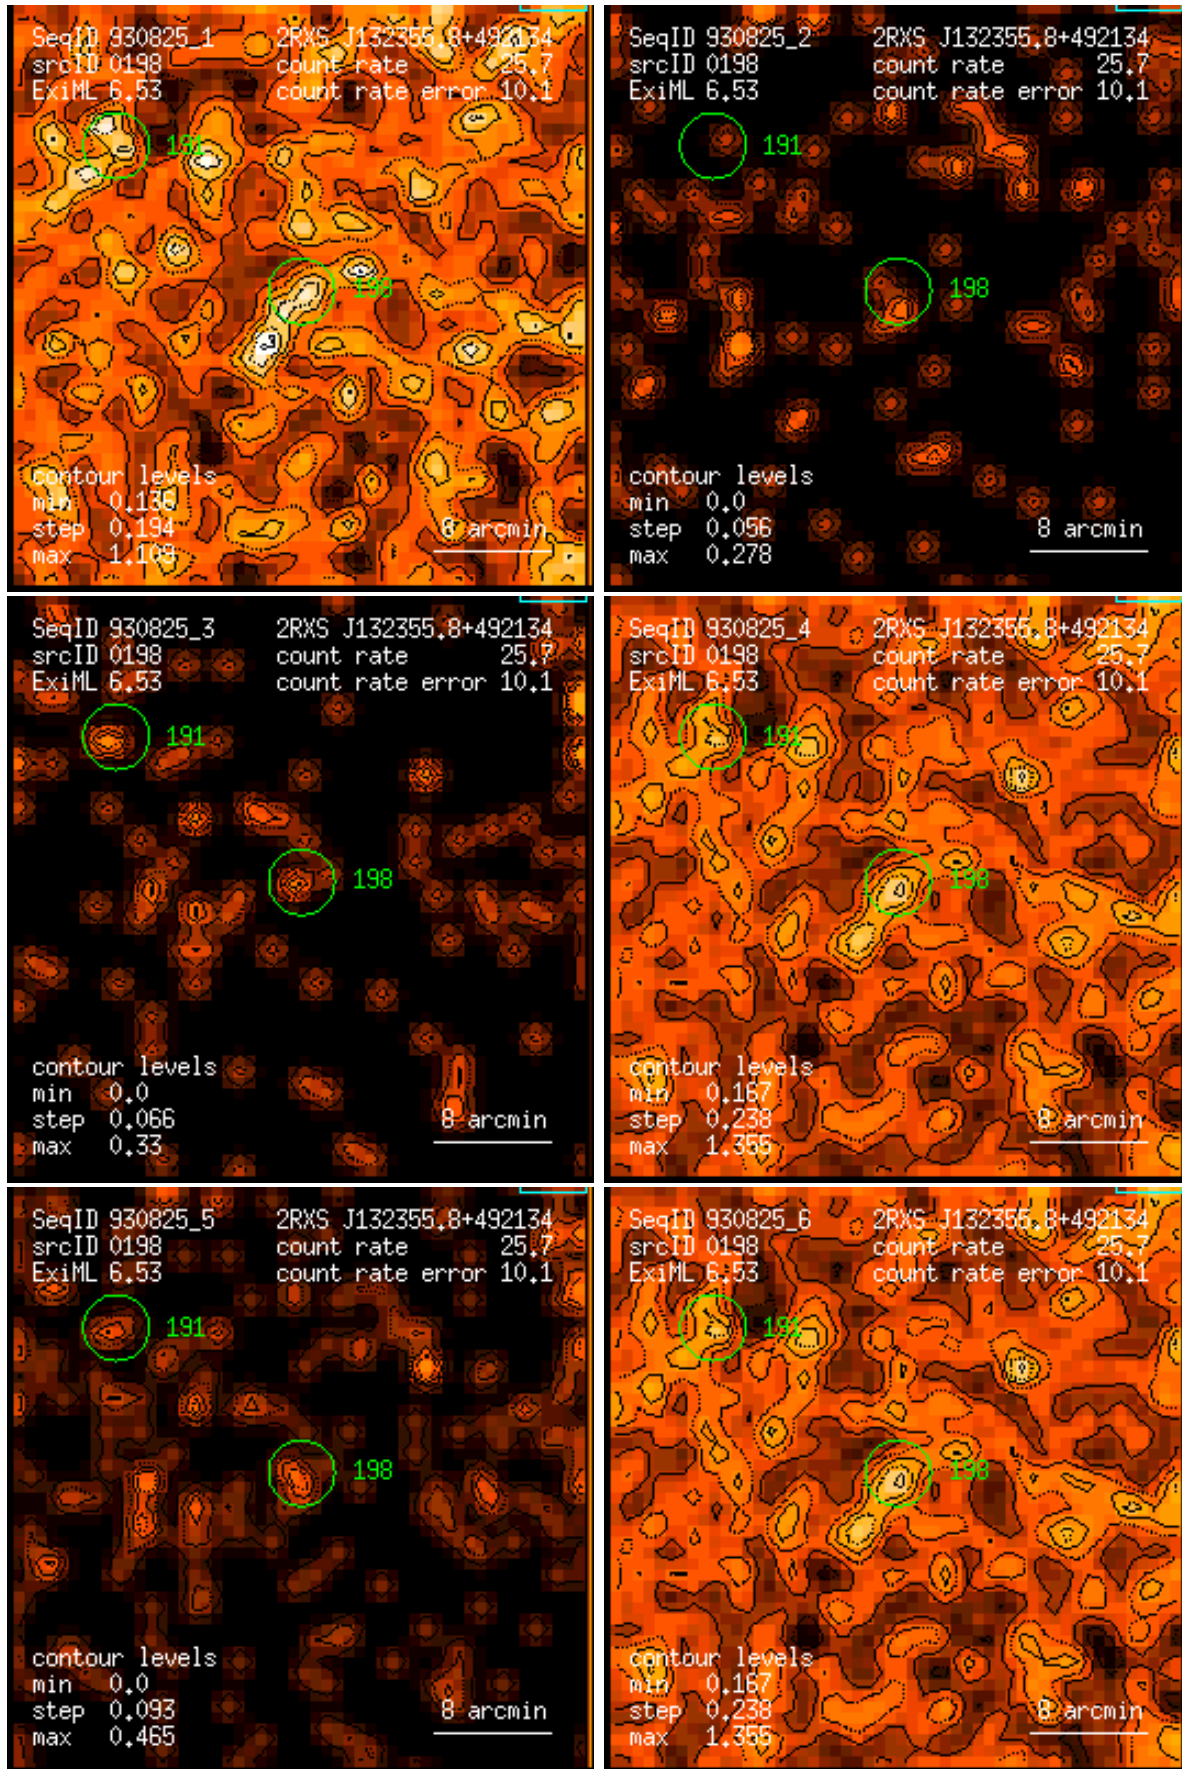 SeqID 930825_1 2RXS J132355.8+492134
srcID 0198 count rate 25.7
ExiML 6.53 count rate error 10.1
191
198
contour levels
min 0.136
step 0.194
max 1.109
8 arcmin
SeqID 930825_2 2RXS J132355.8+492134
srcID 0198 count rate 25.7
ExiML 6.53 count rate error 10.1
191
198
contour levels
min 0.0
step 0.056
max 0.278
8 arcmin
SeqID 930825_3 2RXS J132355.8+492134
srcID 0198 count rate 25.7
ExiML 6.53 count rate error 10.1
191
198
contour levels
min 0.0
step 0.066
max 0.33
8 arcmin
SeqID 930825_4 2RXS J132355.8+492134
srcID 0198 count rate 25.7
ExiML 6.53 count rate error 10.1
191
198
contour levels
min 0.167
step 0.238
max 1.355
8 arcmin
SeqID 930825_5 2RXS J132355.8+492134
srcID 0198 count rate 25.7
ExiML 6.53 count rate error 10.1
191
198
contour levels
min 0.0
step 0.093
max 0.465
8 arcmin
SeqID 930825_6 2RXS J132355.8+492134
srcID 0198 count rate 25.7
ExiML 6.53 count rate error 10.1
191
198
contour levels
min 0.167
step 0.238
max 1.355
8 arcmin